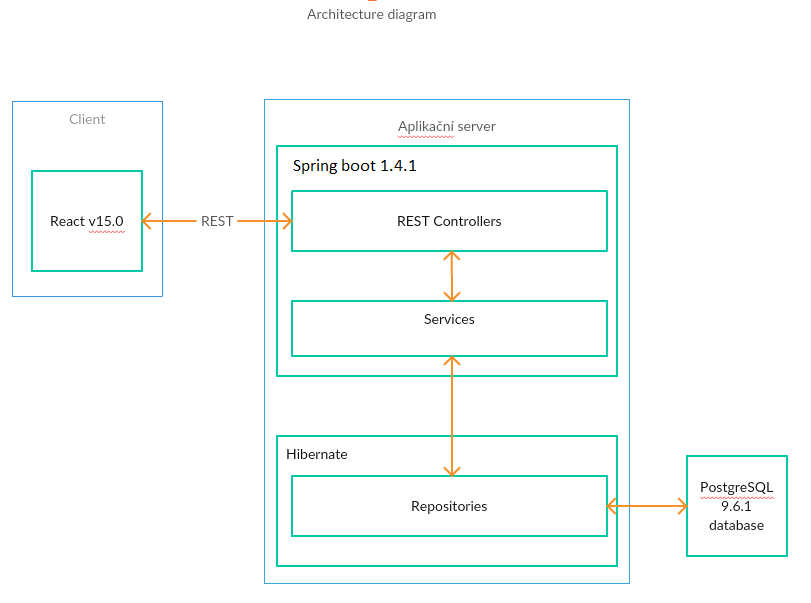 Architecture diagram
Client
Aplikační server
Spring boot 1.4.1
React v15.0
REST
REST Controllers
Services
Hibernate
Repositories
PostgreSQL
9.6.1
database